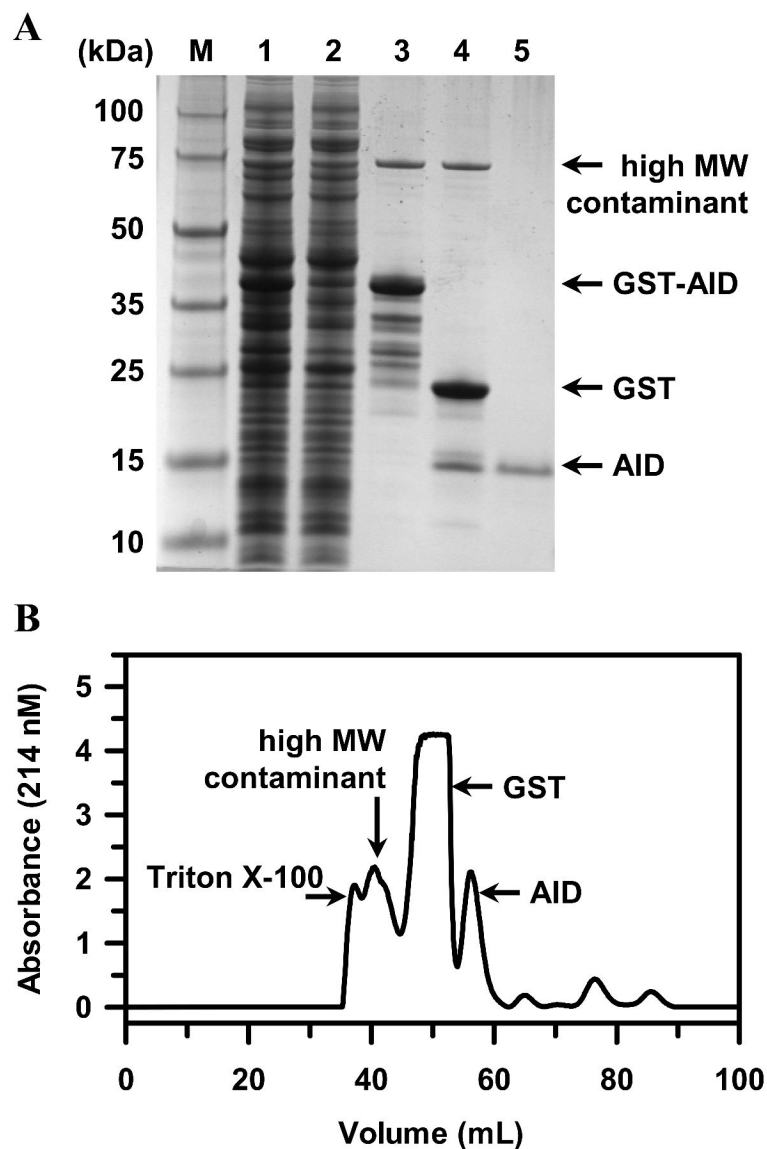 A
(kDa) M 1 2 3 4 5
100
75
50
35
25
15
10
high MW
contaminant
GST-AID
GST
AID
B
Absorbance (214 nM)
5
4
3
2
1
0
high MW
contaminant
GST
Triton X-100
AID
0 20 40 60 80 100
Volume (mL)